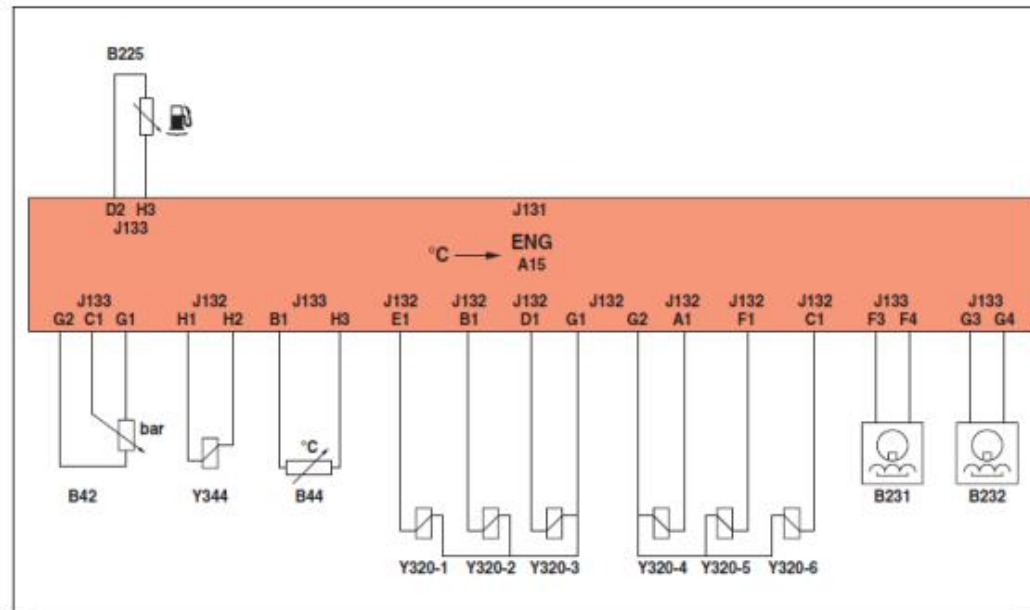 B225
D2 H3 J131
J133
°C ENG
A15
J133 J132 J133 J132 J132 J132 J132 J132 J132 J132 J133 J133
G2 C1 G1 H1 H2 B1 H3 E1 B1 D1 G1 G2 A1 F1 C1 F3 F4 G3 G4
bar
°C
B42 Y344 B44 B231 B232
Y320-1 Y320-2 Y320-3 Y320-4 Y320-5 Y320-6